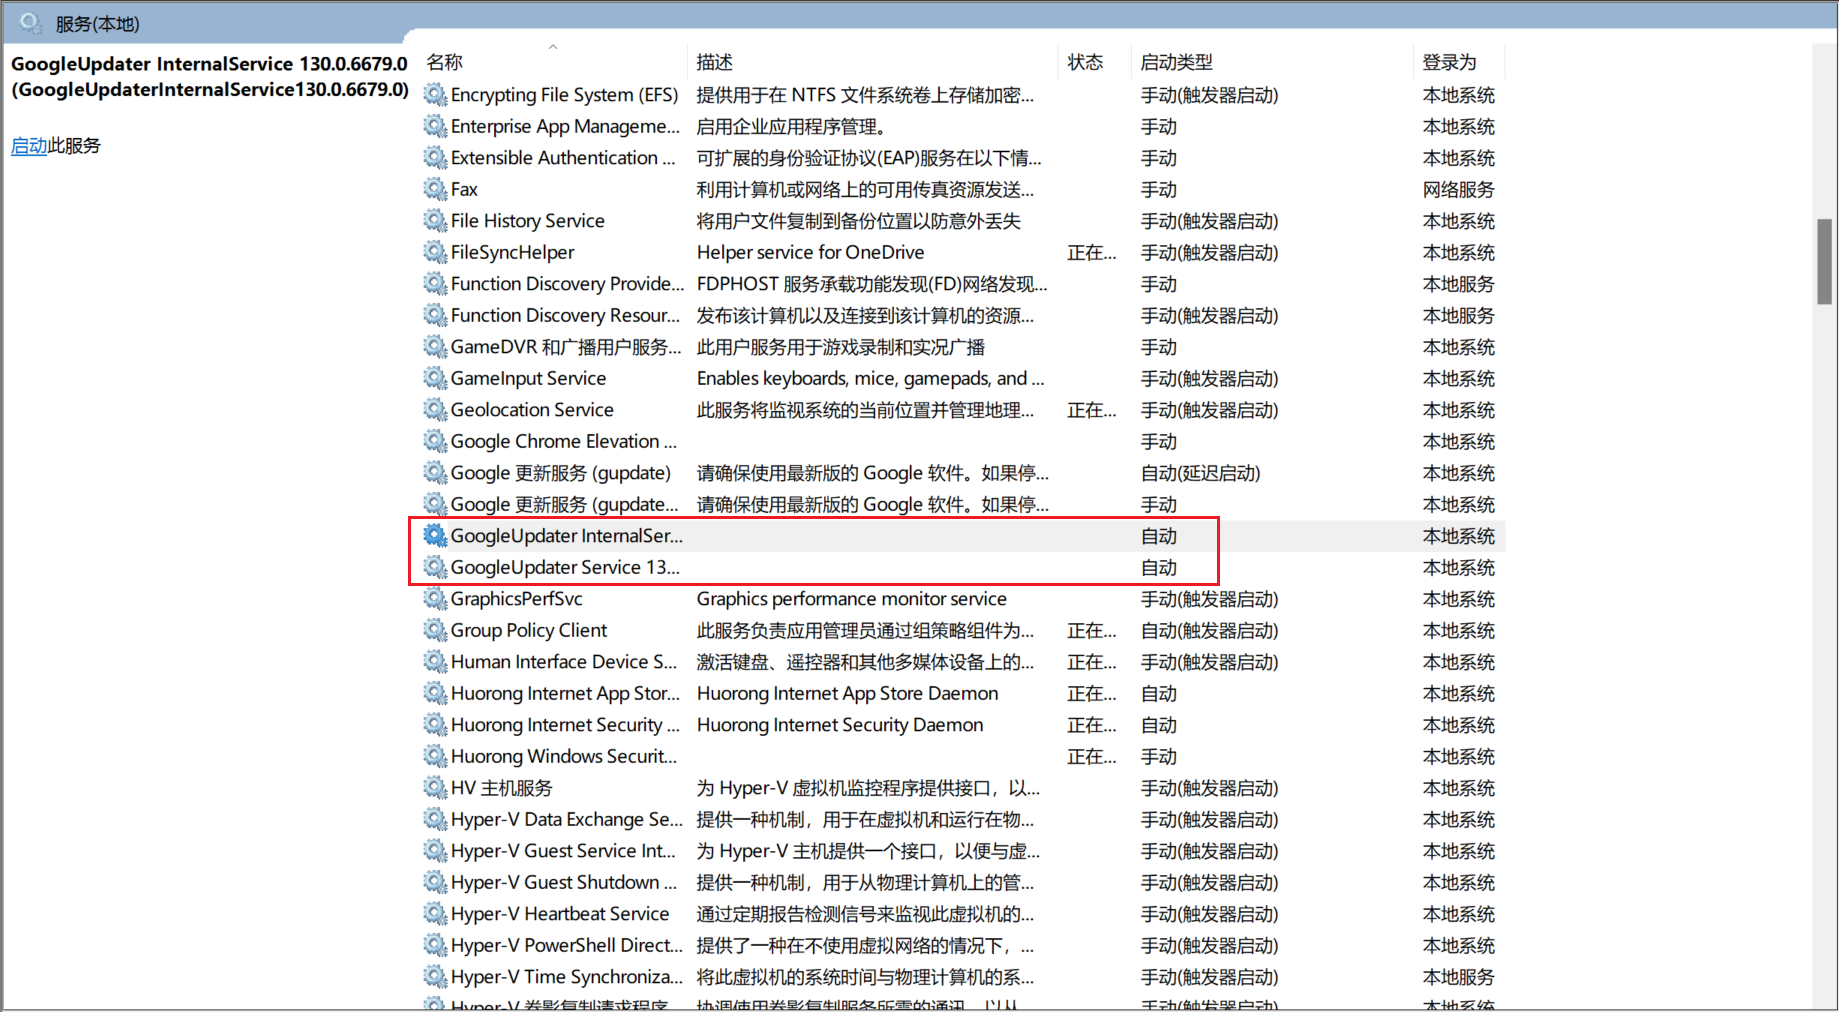 服务(本地)
GoogleUpdater InternalService 130.0.6679.0
(GoogleUpdaterInternalService130.0.6679.0)
启动此服务
名称 描述 状态 启动类型 登录为
Encrypting File System (EFS) 提供用于在 NTFS 文件系统卷上存储加密... 手动(触发器启动) 本地系统
Enterprise App Manageme... 启用企业应用程序管理。 手动 本地系统
Extensible Authentication ... 可扩展的身份验证协议(EAP)服务在以下情... 手动 本地系统
Fax 利用计算机或网络上的可用传真资源发送... 手动 网络服务
File History Service 将用户文件复制到备份位置以防意外丢失 手动(触发器启动) 本地系统
FileSyncHelper Helper service for OneDrive 正在... 手动(触发器启动) 本地系统
Function Discovery Provide... FDPHOST 服务承载功能发现(FD)网络发现... 手动 本地服务
Function Discovery Resour... 发布该计算机以及连接到该计算机的资源... 手动(触发器启动) 本地服务
GameDVR 和广播用户服务... 此用户服务用于游戏录制和实况广播 手动 本地系统
GameInput Service Enables keyboards, mice, gamepads, and ... 手动(触发器启动) 本地系统
Geolocation Service 此服务将监视系统的当前位置并管理地理... 正在... 手动(触发器启动) 本地系统
Google Chrome Elevation ... 手动 本地系统
Google 更新服务 (gupdate) 请确保使用最新版的 Google 软件。如果停... 自动(延迟启动) 本地系统
Google 更新服务 (gupdate... 请确保使用最新版的 Google 软件。如果停... 手动 本地系统
GoogleUpdater InternalSer... 自动 本地系统
GoogleUpdater Service 13... 自动 本地系统
GraphicsPerfSvc Graphics performance monitor service 手动(触发器启动) 本地系统
Group Policy Client 此服务负责应用管理员通过组策略组件为... 正在... 自动(触发器启动) 本地系统
Human Interface Device S... 激活键盘、遥控器和其他多媒体设备上的... 正在... 手动(触发器启动) 本地系统
Huorong Internet App Stor... Huorong Internet App Store Daemon 正在... 自动 本地系统
Huorong Internet Security ... Huorong Internet Security Daemon 正在... 自动 本地系统
Huorong Windows Securit... 正在... 手动 本地系统
HV 主机服务 为 Hyper-V 虚拟机监控程序提供接口，以... 手动(触发器启动) 本地系统
Hyper-V Data Exchange Se... 提供一种机制，用于在虚拟机和运行在物... 手动(触发器启动) 本地系统
Hyper-V Guest Service Int... 为 Hyper-V 主机提供一个接口，以便与虚... 手动(触发器启动) 本地系统
Hyper-V Guest Shutdown ... 提供一种机制，用于从物理计算机上的管... 手动(触发器启动) 本地系统
Hyper-V Heartbeat Service 通过定期报告检测信号来监视此虚拟机的... 手动(触发器启动) 本地系统
Hyper-V PowerShell Direct... 提供了一种在不使用虚拟网络的情况下，... 手动(触发器启动) 本地系统
Hyper-V Time Synchroniza... 将此虚拟机的系统时间与物理计算机的系... 手动(触发器启动) 本地服务
Hyper-V 卷影复制请求程序 协调使用卷影复制服务所需的通讯，以从... 手动(触发器启动) 本地系统